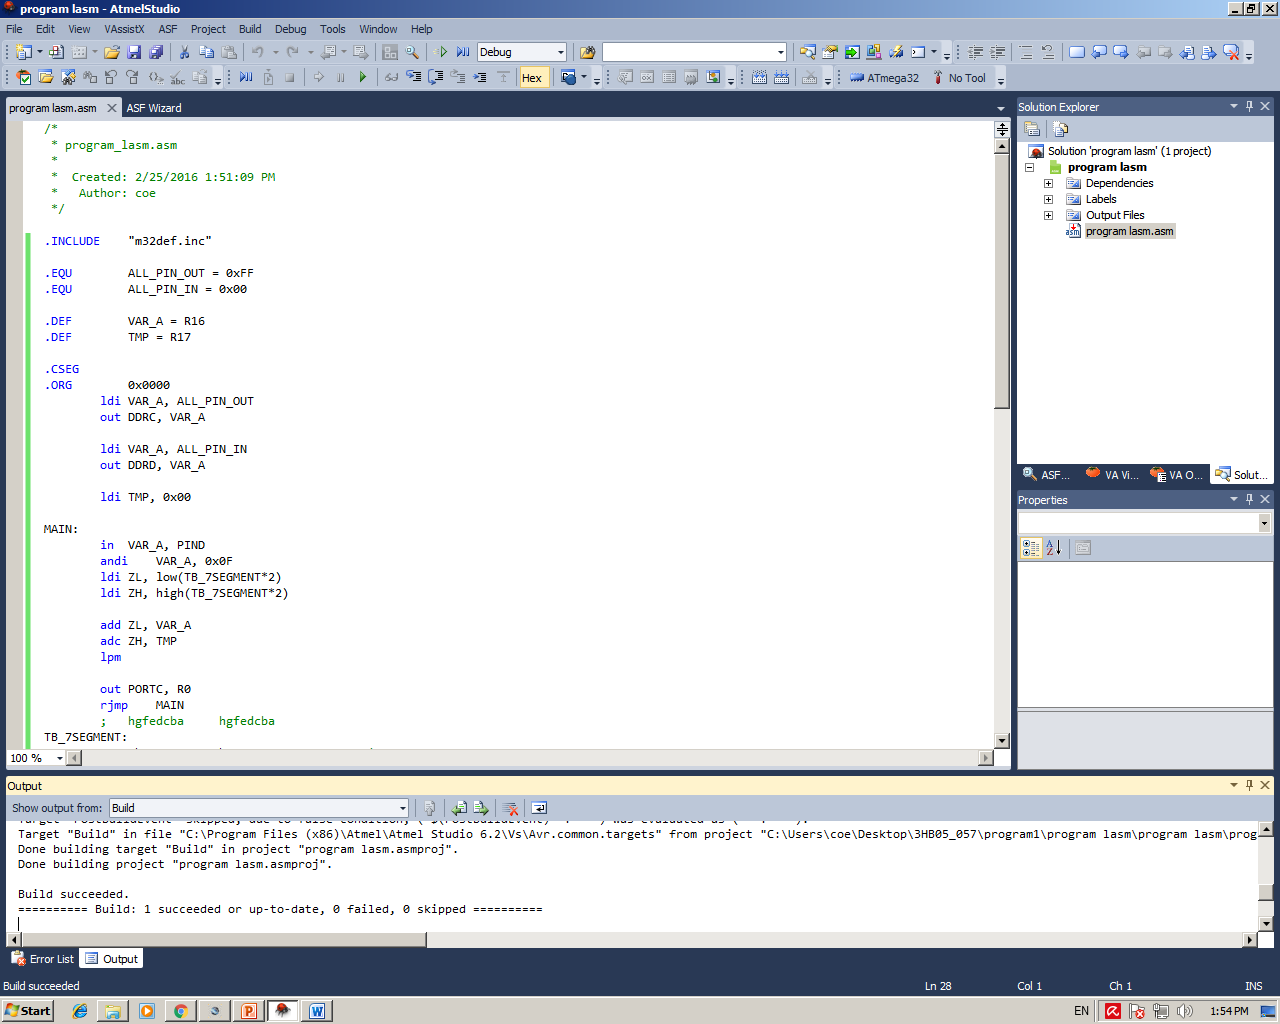 program lasm - AtmelStudio
File Edit View VAssistX ASF Project Build Debug Tools Window Help
Debug
Hex ATmega32 No Tool
program lasm.asm ASF Wizard
/*
* program_lasm.asm
*
* Created: 2/25/2016 1:51:09 PM
* Author: coe
*/
.INCLUDE "m32def.inc"
.EQU ALL_PIN_OUT = 0xFF
.EQU ALL_PIN_IN = 0x00
.DEF VAR_A = R16
.DEF TMP = R17
.CSEG
.ORG 0x0000
ldi VAR_A, ALL_PIN_OUT
out DDRC, VAR_A
ldi VAR_A, ALL_PIN_IN
out DDRD, VAR_A
ldi TMP, 0x00
MAIN:
in VAR_A, PIND
andi VAR_A, 0x0F
ldi ZL, low(TB_7SEGMENT*2)
ldi ZH, high(TB_7SEGMENT*2)
add ZL, VAR_A
adc ZH, TMP
lpm
out PORTC, R0
rjmp MAIN
; hgfedcba hgfedcba
TB_7SEGMENT:
100 %
Solution Explorer
Solution 'program lasm' (1 project)
program lasm
Dependencies
Labels
Output Files
program lasm.asm
ASF... VA Vi... VA O... Solut...
Properties
Output
Show output from: Build
Target "Build" in file "C:\Program Files (x86)\Atmel\Atmel Studio 6.2\Vs\Avr.common.targets" from project "C:\Users\coe\Desktop\3HB05_057\program1\program lasm\program lasm\prog
Done building target "Build" in project "program lasm.asmproj".
Done building project "program lasm.asmproj".
Build succeeded.
========== Build: 1 succeeded or up-to-date, 0 failed, 0 skipped ==========
Error List Output
Build succeeded Ln 28 Col 1 Ch 1 INS
Start EN 1:54 PM